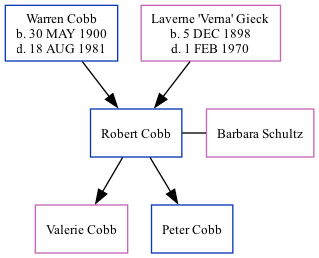 Warren Cobb
b. 30 MAY 1900
d. 18 AUG 1981
Laverne 'Verna' Gieck
b. 5 DEC 1898
d. 1 FEB 1970
Robert Cobb
Barbara Schultz
Valerie Cobb
Peter Cobb